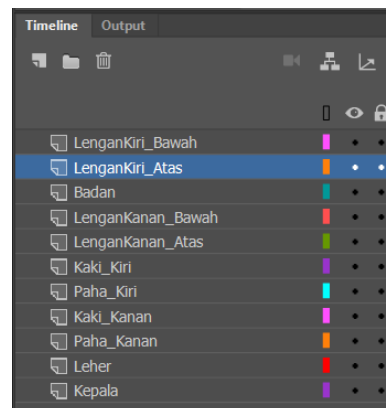 Timeline Output
LenganKiri_Bawah
LenganKiri_Atas
Badan
LenganKanan_Bawah
LenganKanan_Atas
Kaki_Kiri
Paha_Kiri
Kaki_Kanan
Paha_Kanan
Leher
Kepala